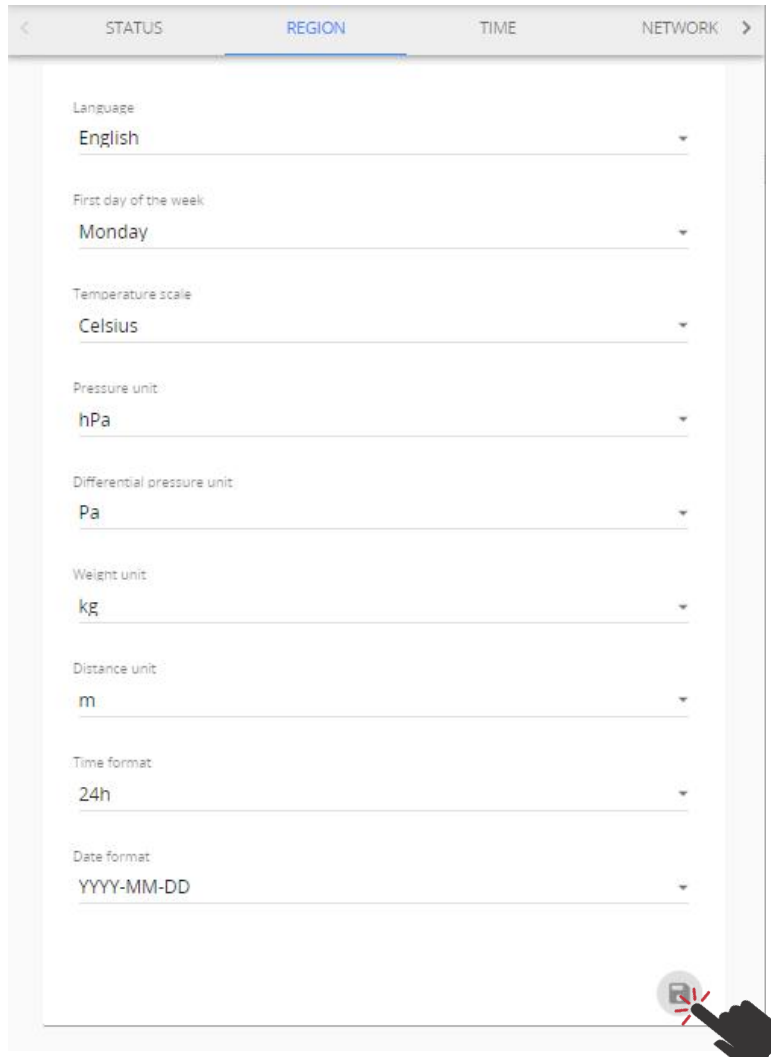 STATUS REGION TIME NETWORK
Language
English
First day of the week
Monday
Temperature scale
Celsius
Pressure unit
hPa
Differential pressure unit
Pa
Weight unit
kg
Distance unit
m
Time format
24h
Date format
YYYY-MM-DD